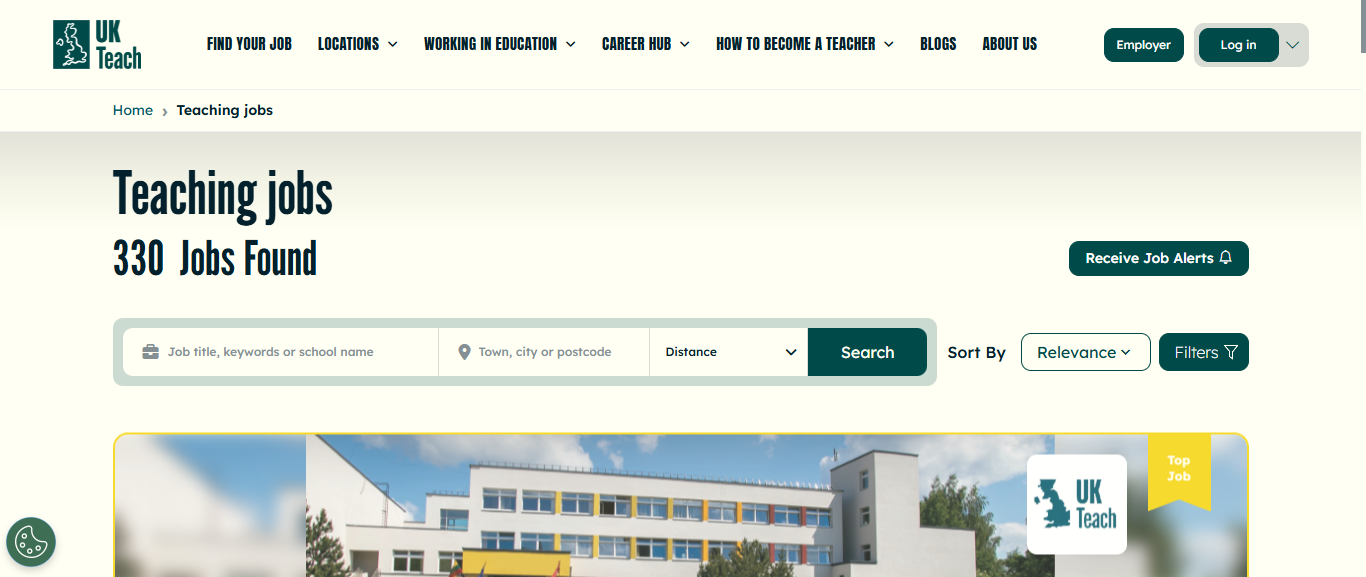 UK
Teach
FIND YOUR JOB
LOCATIONS
WORKING IN EDUCATION
CAREER HUB
HOW TO BECOME A TEACHER
BLOGS
ABOUT US
Employer
Log in
Home › Teaching jobs
Teaching jobs
330 Jobs Found
Receive Job Alerts
Job title, keywords or school name
Town, city or postcode
Distance
Search
Sort By
Relevance
Filters
Top
Job
UK
Teach